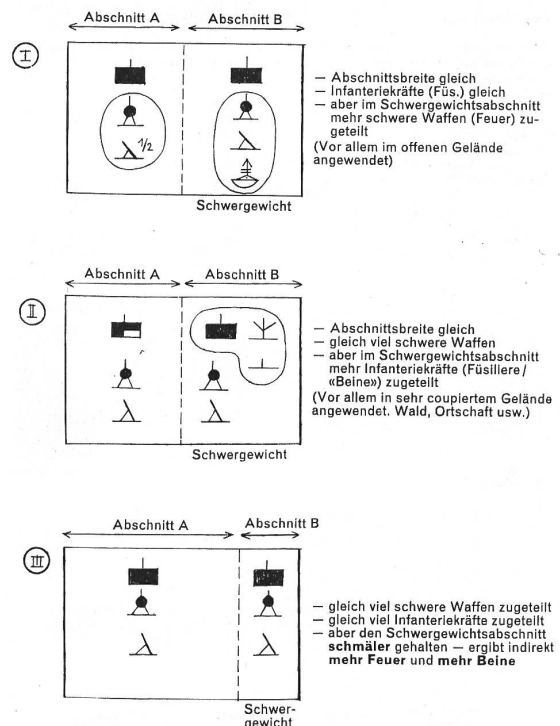 Abschnitt A Abschnitt B
I
1/2
— Abschnittsbreite gleich
— Infanteriekräfte (Füs.) gleich
— aber im Schwergewichtsabschnitt
mehr schwere Waffen (Feuer) zu-
geteilt
(Vor allem im offenen Gelände
angewendet)
Schwergewicht
Abschnitt A Abschnitt B
II
— Abschnittsbreite gleich
— gleich viel schwere Waffen
— aber im Schwergewichtsabschnitt
mehr Infanteriekräfte (Füsiliere/
«Beine») zugeteilt
(Vor allem in sehr coupiertem Gelände
angewendet. Wald, Ortschaft usw.)
Schwergewicht
Abschnitt A Abschnitt B
III
— gleich viel schwere Waffen zugeteilt
— gleich viel Infanteriekräfte zugeteilt
— aber den Schwergewichtsabschnitt
schmäler gehalten — ergibt indirekt
mehr Feuer und mehr Beine
Schwer-
gewicht